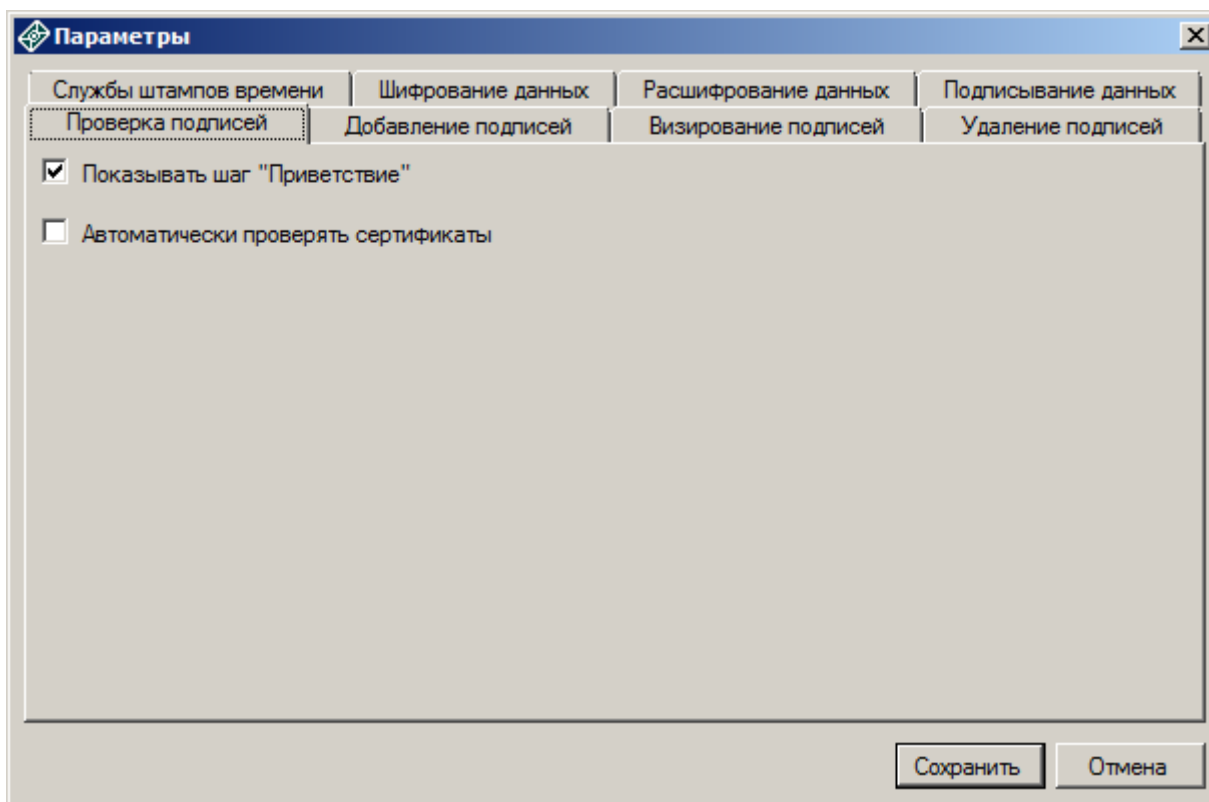 Параметры
Службы штампов времени Шифрование данных Расшифрование данных Подписывание данных
Проверка подписей Добавление подписей Визирование подписей Удаление подписей
Показывать шаг "Приветствие"
Автоматически проверять сертификаты
Сохранить Отмена